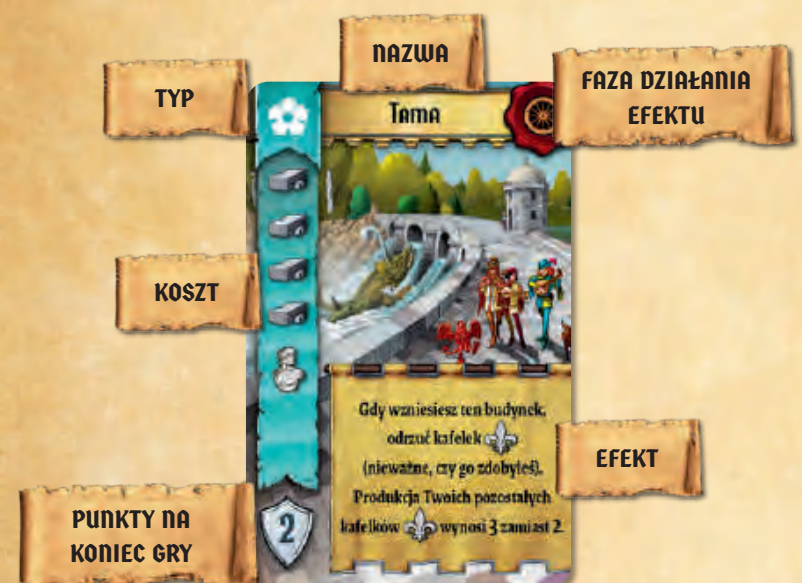 NAZWA
TYP
FAZA DZIAŁANIA
EFEKTU
Tama
KOSZT
Gdy wzniesiesz ten budynek,
odrzuć kafelek
(nieważne, czy go zdobyłeś).
Produkcja Twoich pozostałych
kafelków wynosi 3 zamiast 2.
EFEKT
PUNKTY NA
KONIEC GRY
2